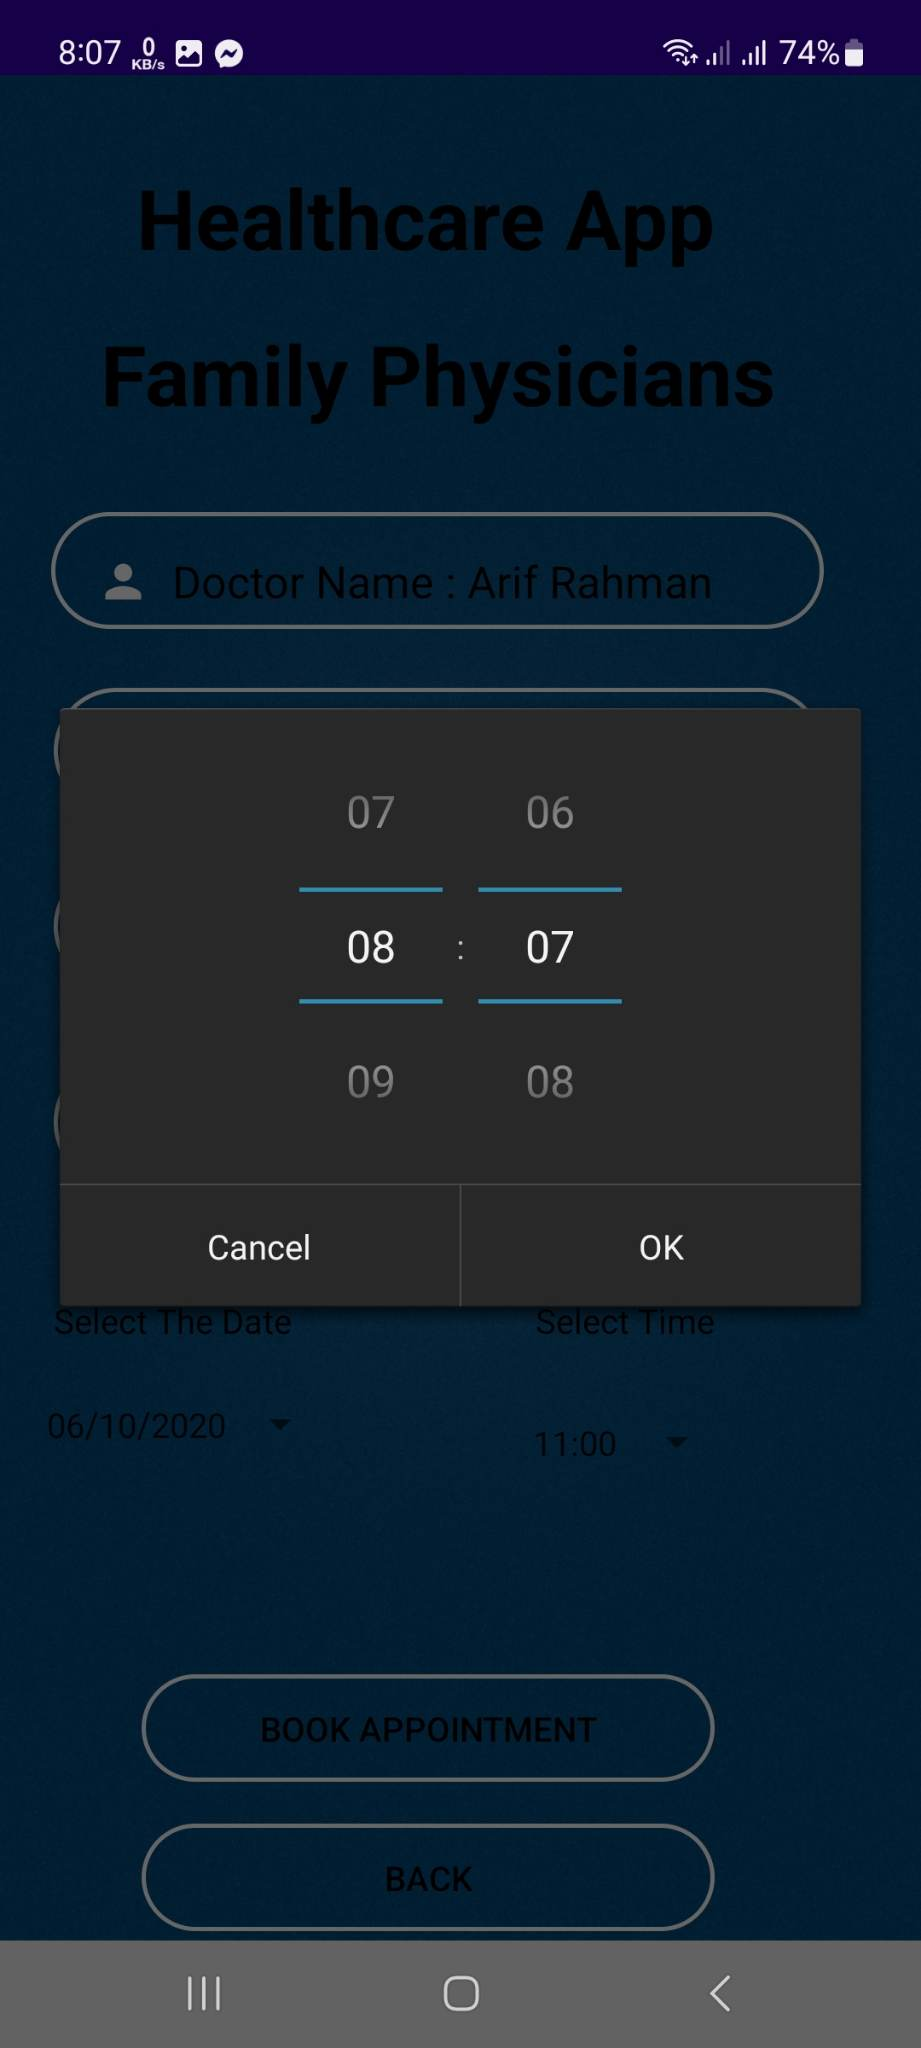 8:07 0 KB/s 74%
Healthcare App
Family Physicians
Doctor Name : Arif Rahman
07 06
08 : 07
09 08
Cancel OK
Select The Date Select Time
06/10/2020 11:00
BOOK APPOINTMENT
BACK